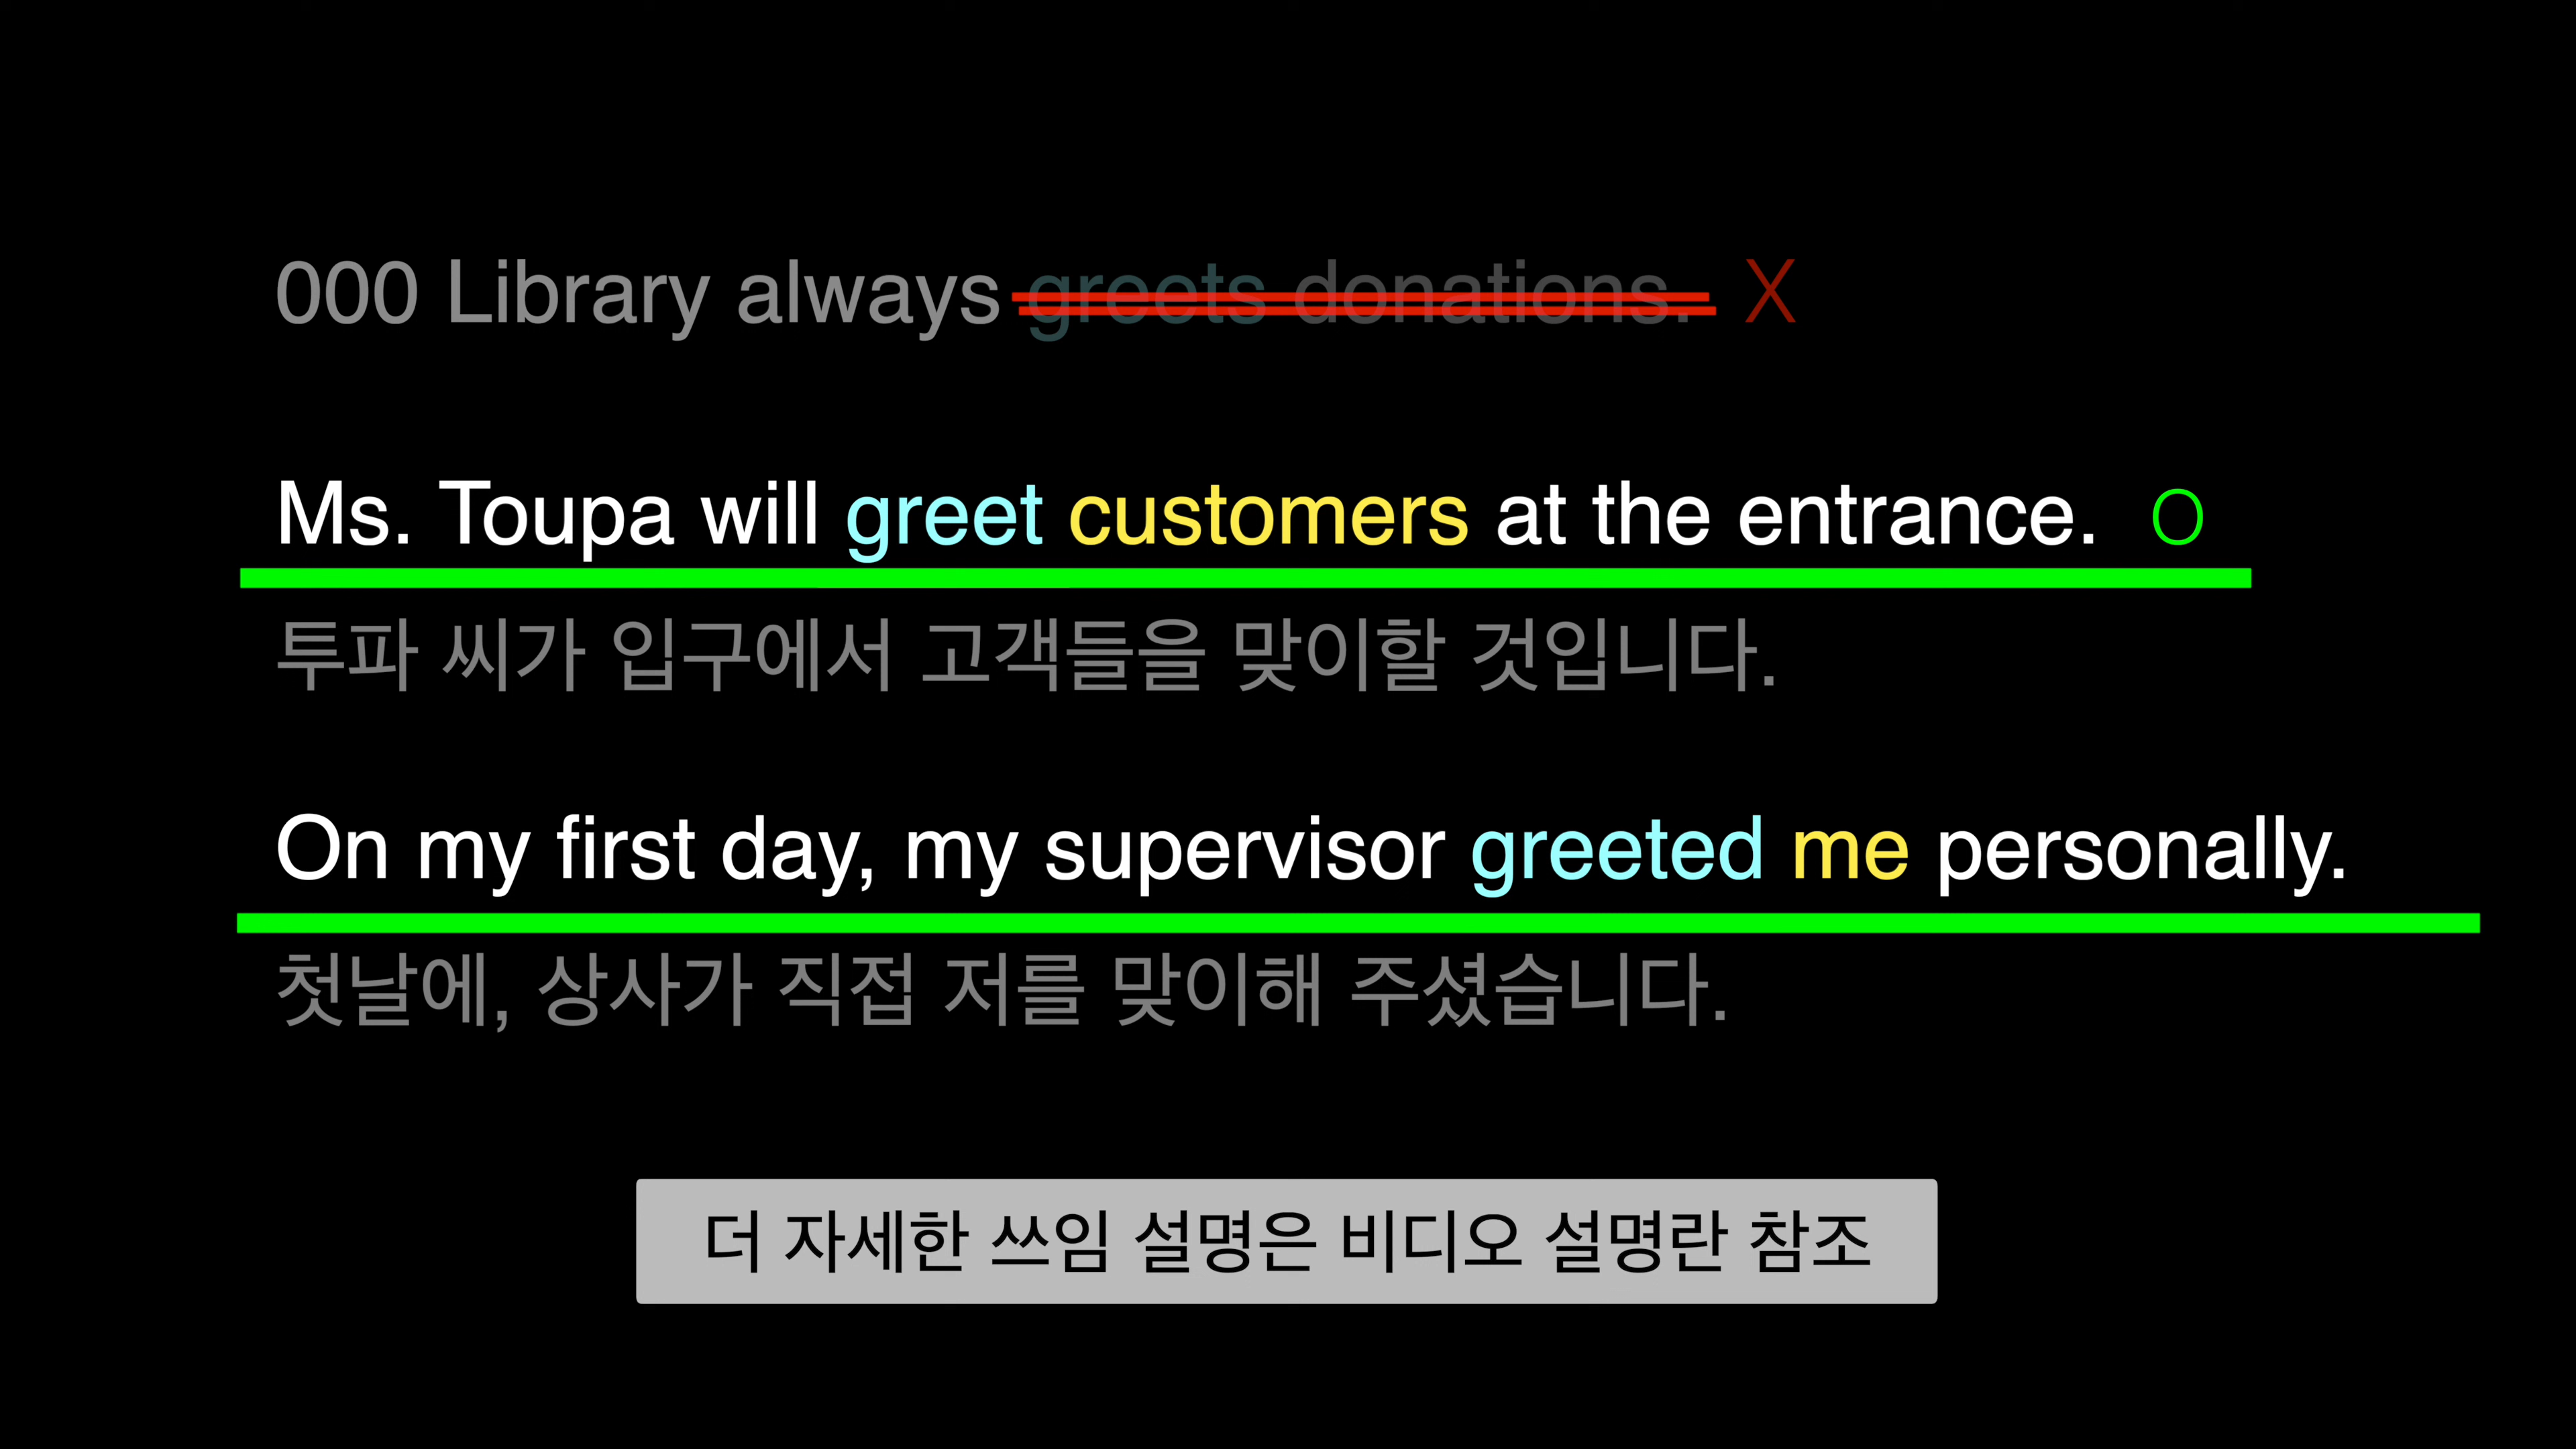 000 Library always greets donations. X
Ms. Toupa will greet customers at the entrance. O
투파 씨가 입구에서 고객들을 맞이할 것입니다.
On my first day, my supervisor greeted me personally.
첫날에, 상사가 직접 저를 맞이해 주셨습니다.
더 자세한 쓰임 설명은 비디오 설명란 참조